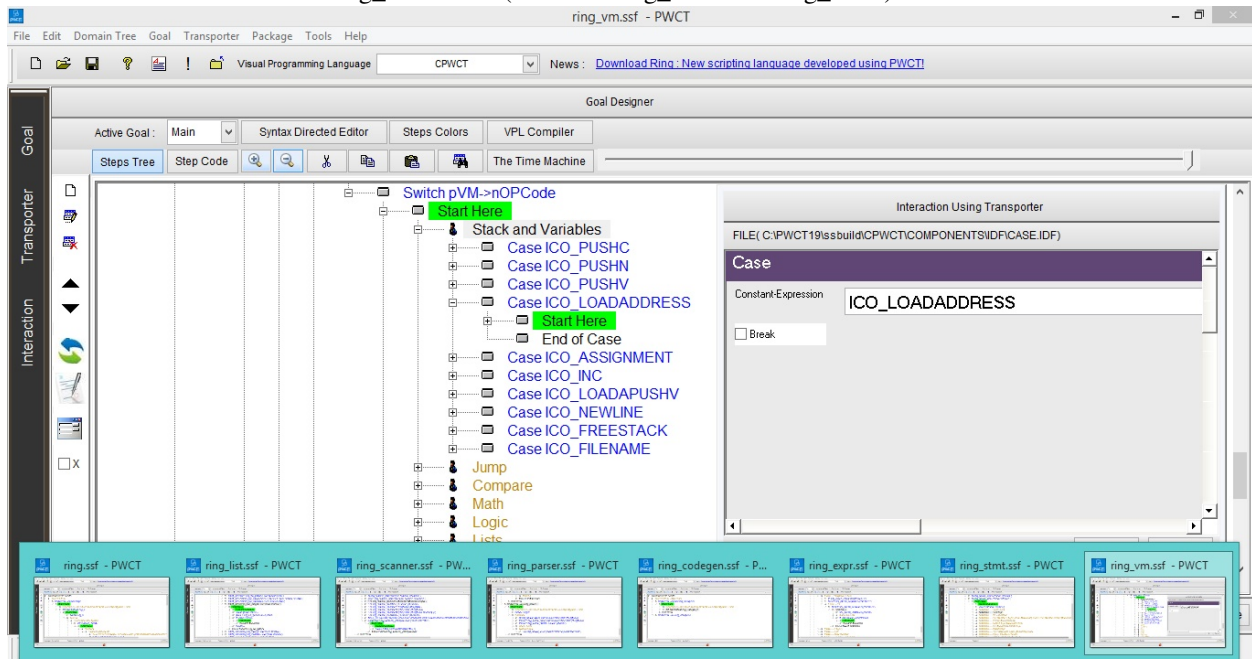 ring_vm.ssf - PWCT
File Edit Domain Tree Goal Transporter Package Tools Help
Visual Programming Language CPWCT News : Download Ring : New scripting language developed using PWCT!
Goal Designer
Active Goal : Main Syntax Directed Editor Steps Colors VPL Compiler
Steps Tree Step Code The Time Machine
Goal
Transporter
Interaction
X
Switch pVM->nOPCode
Start Here
Stack and Variables
Case ICO_PUSHC
Case ICO_PUSHN
Case ICO_PUSHV
Case ICO_LOADADDRESS
Start Here
End of Case
Case ICO_ASSIGNMENT
Case ICO_INC
Case ICO_LOADAPUSHV
Case ICO_NEWLINE
Case ICO_FREESTACK
Case ICO_FILENAME
Jump
Compare
Math
Logic
Lists
Interaction Using Transporter
FILE( C:\PWCT19\ssbuild\CPWCT\COMPONENTS\IDF\CASE.IDF)
Case
Constant-Expression ICO_LOADADDRESS
Break
ring.ssf - PWCT ring_list.ssf - PWCT ring_scanner.ssf - PW... ring_parser.ssf - PWCT ring_codegen.ssf - P... ring_expr.ssf - PWCT ring_stmt.ssf - PWCT ring_vm.ssf - PWCT